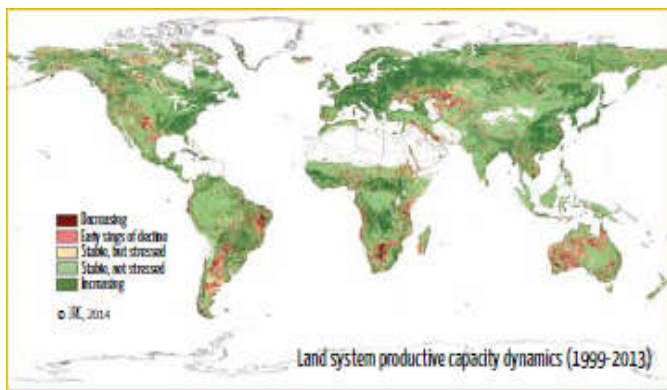 Decreasing
Early sings of decline
Stable, but stressed
Stable, not stressed
Increasing
© JRC, 2014
Land system productive capacity dynamics (1999-2013)